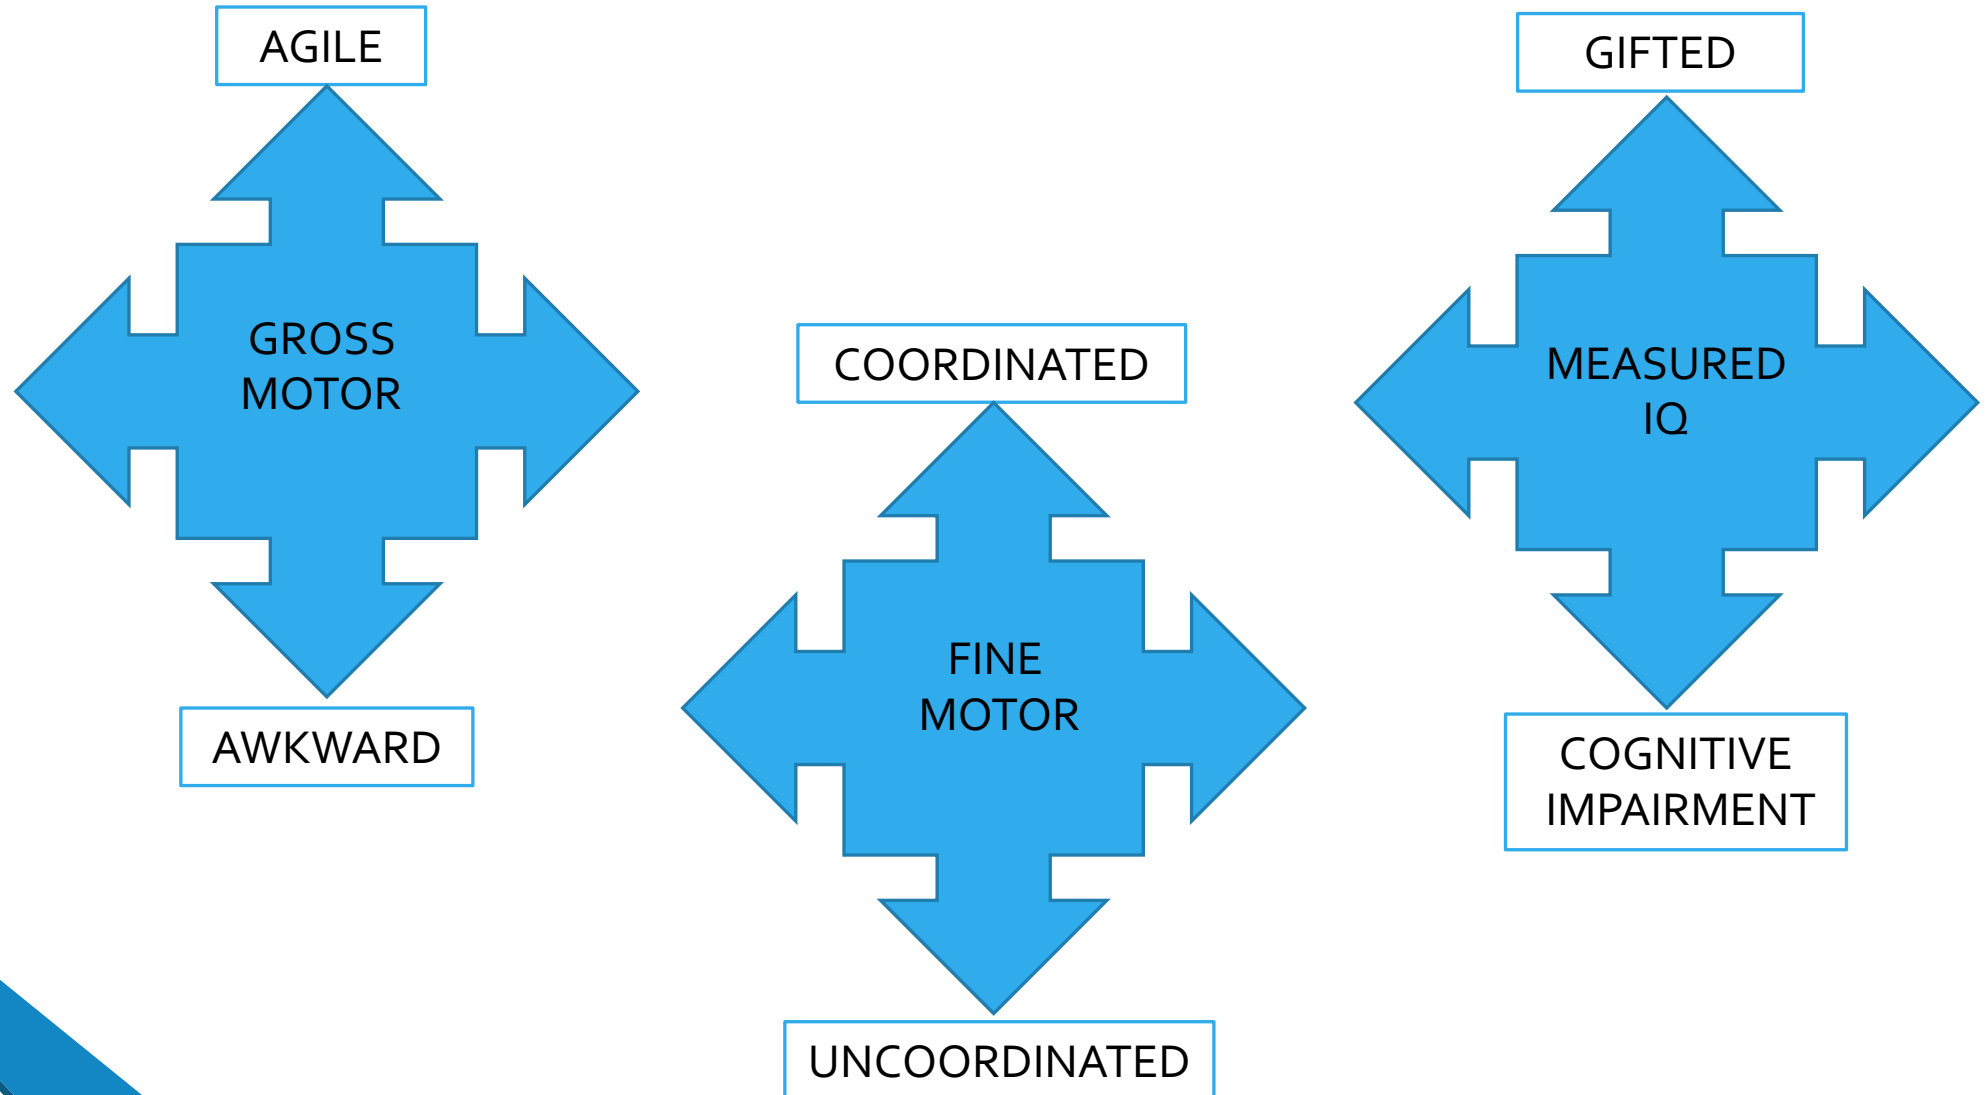 AGILE
GROSS
MOTOR
AWKWARD
COORDINATED
FINE
MOTOR
UNCOORDINATED
GIFTED
MEASURED
IQ
COGNITIVE
IMPAIRMENT